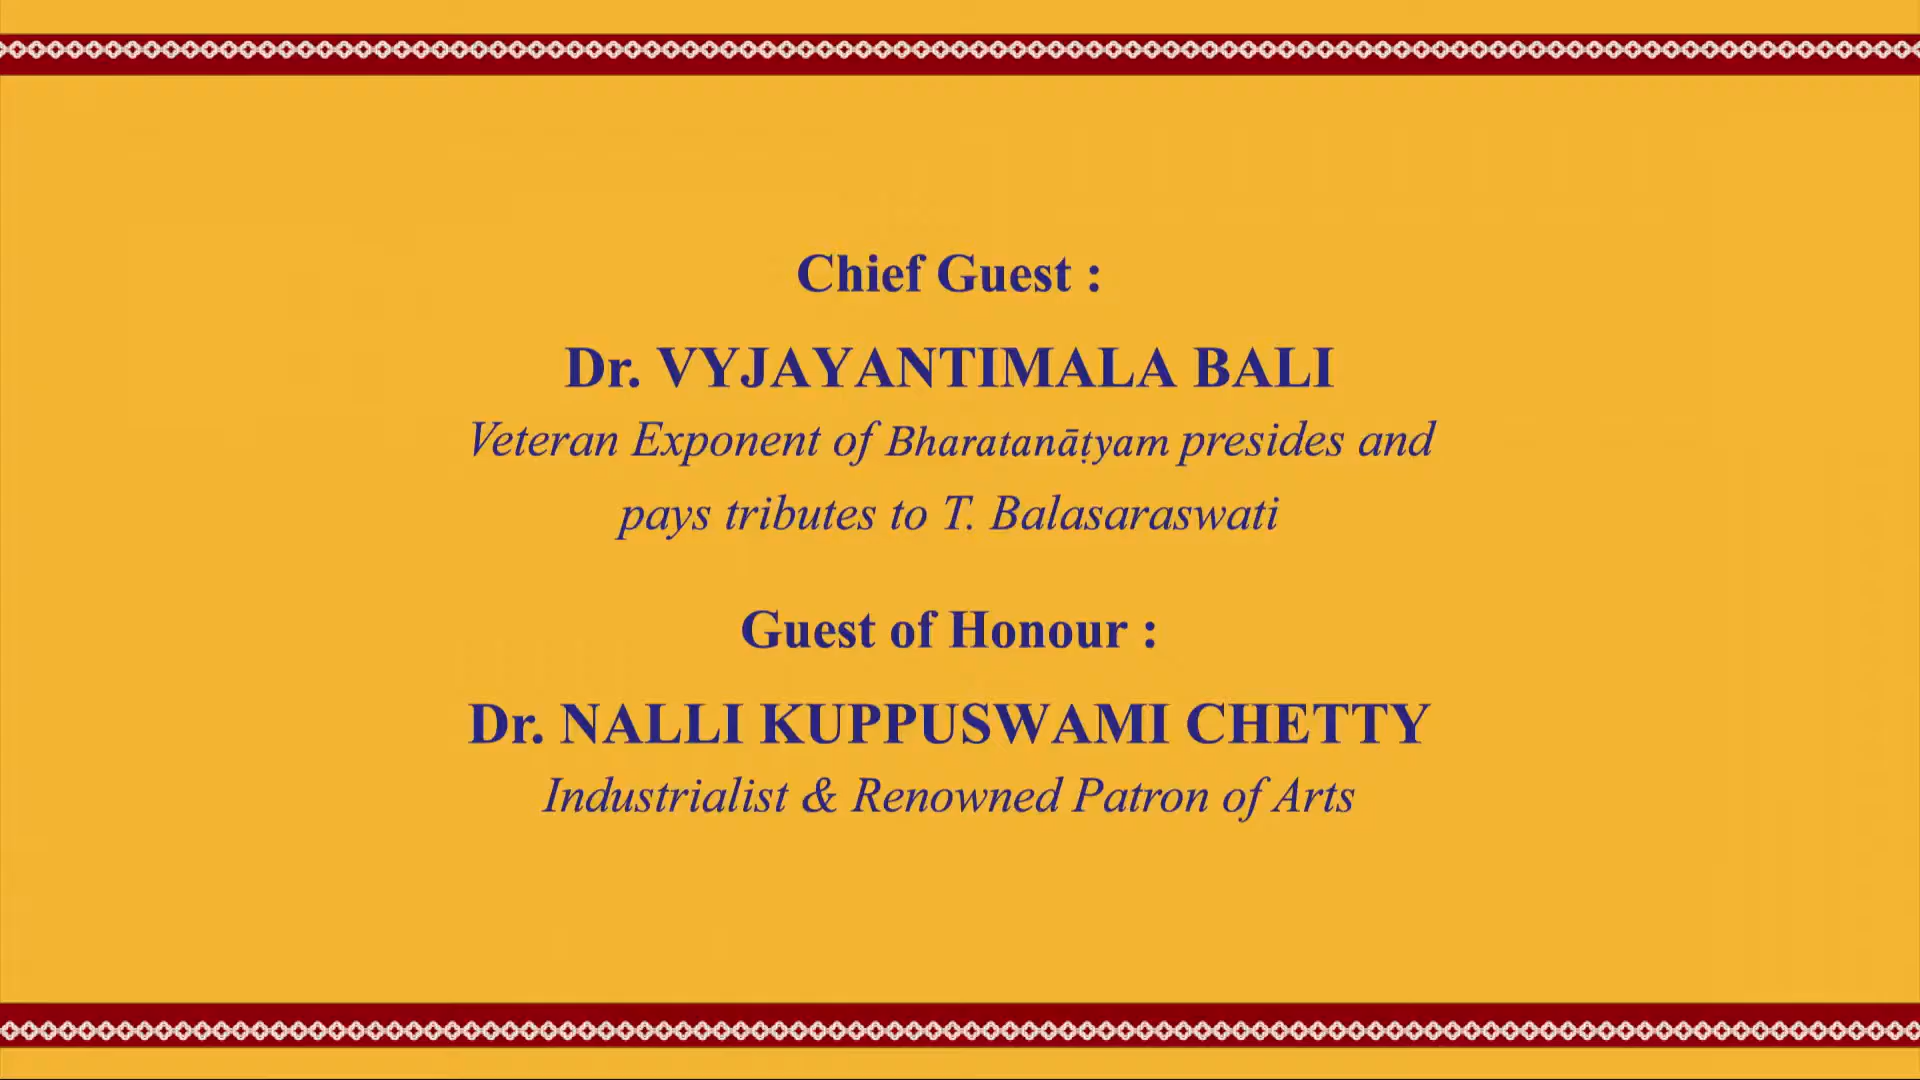 Chief Guest :
Dr. VYJAYANTIMALA BALI
Veteran Exponent of Bharatanāṭyam presides and
pays tributes to T. Balasaraswati
Guest of Honour :
Dr. NALLI KUPPUSWAMI CHETTY
Industrialist & Renowned Patron of Arts